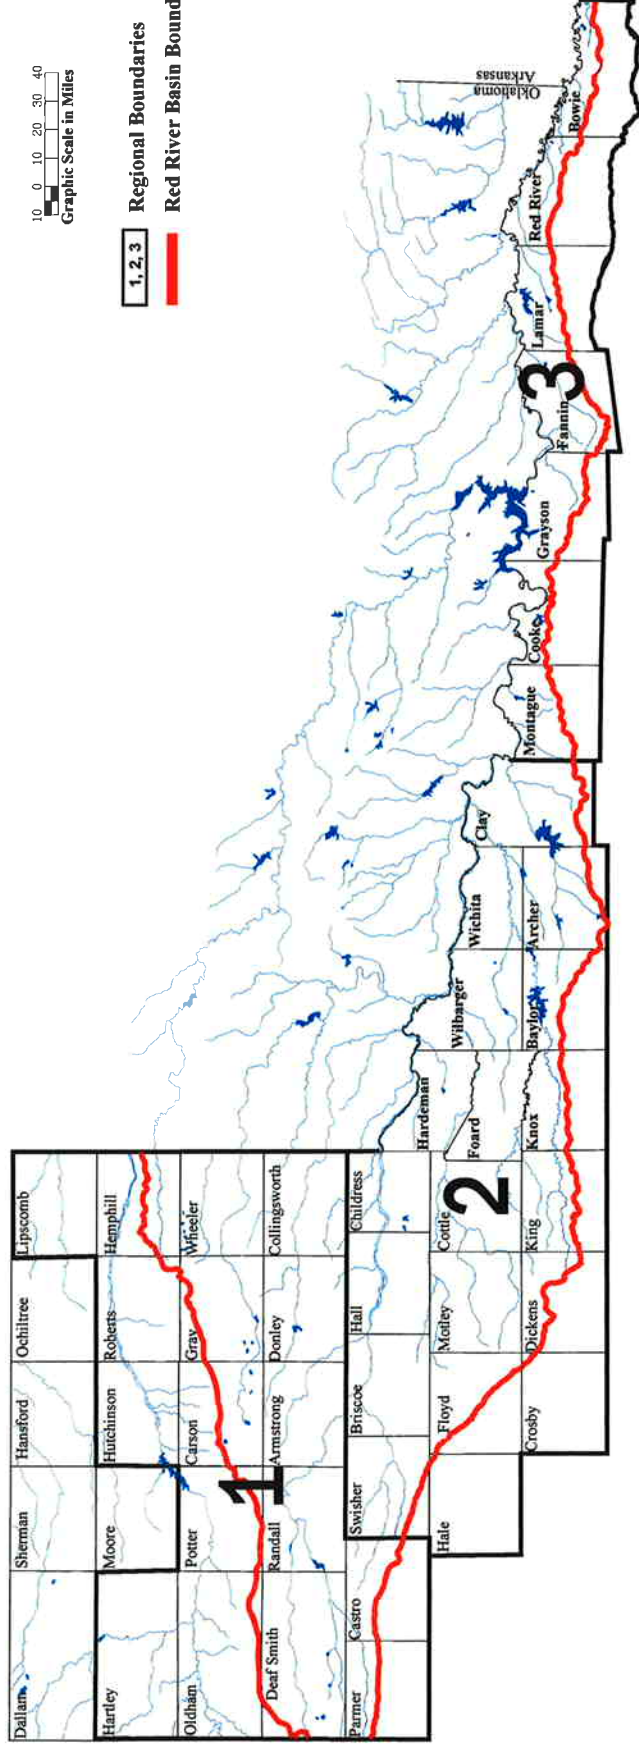 10 0 10 20 30 40
Graphic Scale in Miles
1, 2, 3
Regional Boundaries
Red River Basin Bound
Dallam
Sherman
Hansford
Ochiltree
Lipscomb
Hartley
Moore
Hutchinson
Roberts
Hemphill
Oldham
Potter
Carson
Gray
Wheeler
1
Deaf Smith
Randall
Armstrong
Donley
Collingsworth
Parmer
Castro
Swisher
Briscoe
Hall
Childress
Hale
Floyd
Motley
Cottle
2
Foard
Hardeman
Wilbarger
Wichita
Clay
Crosby
Dickens
King
Knox
Baylor
Archer
Montague
Cooke
Grayson
Fannin
3
Lamar
Red River
Bowie
Oklahoma
Arkansas